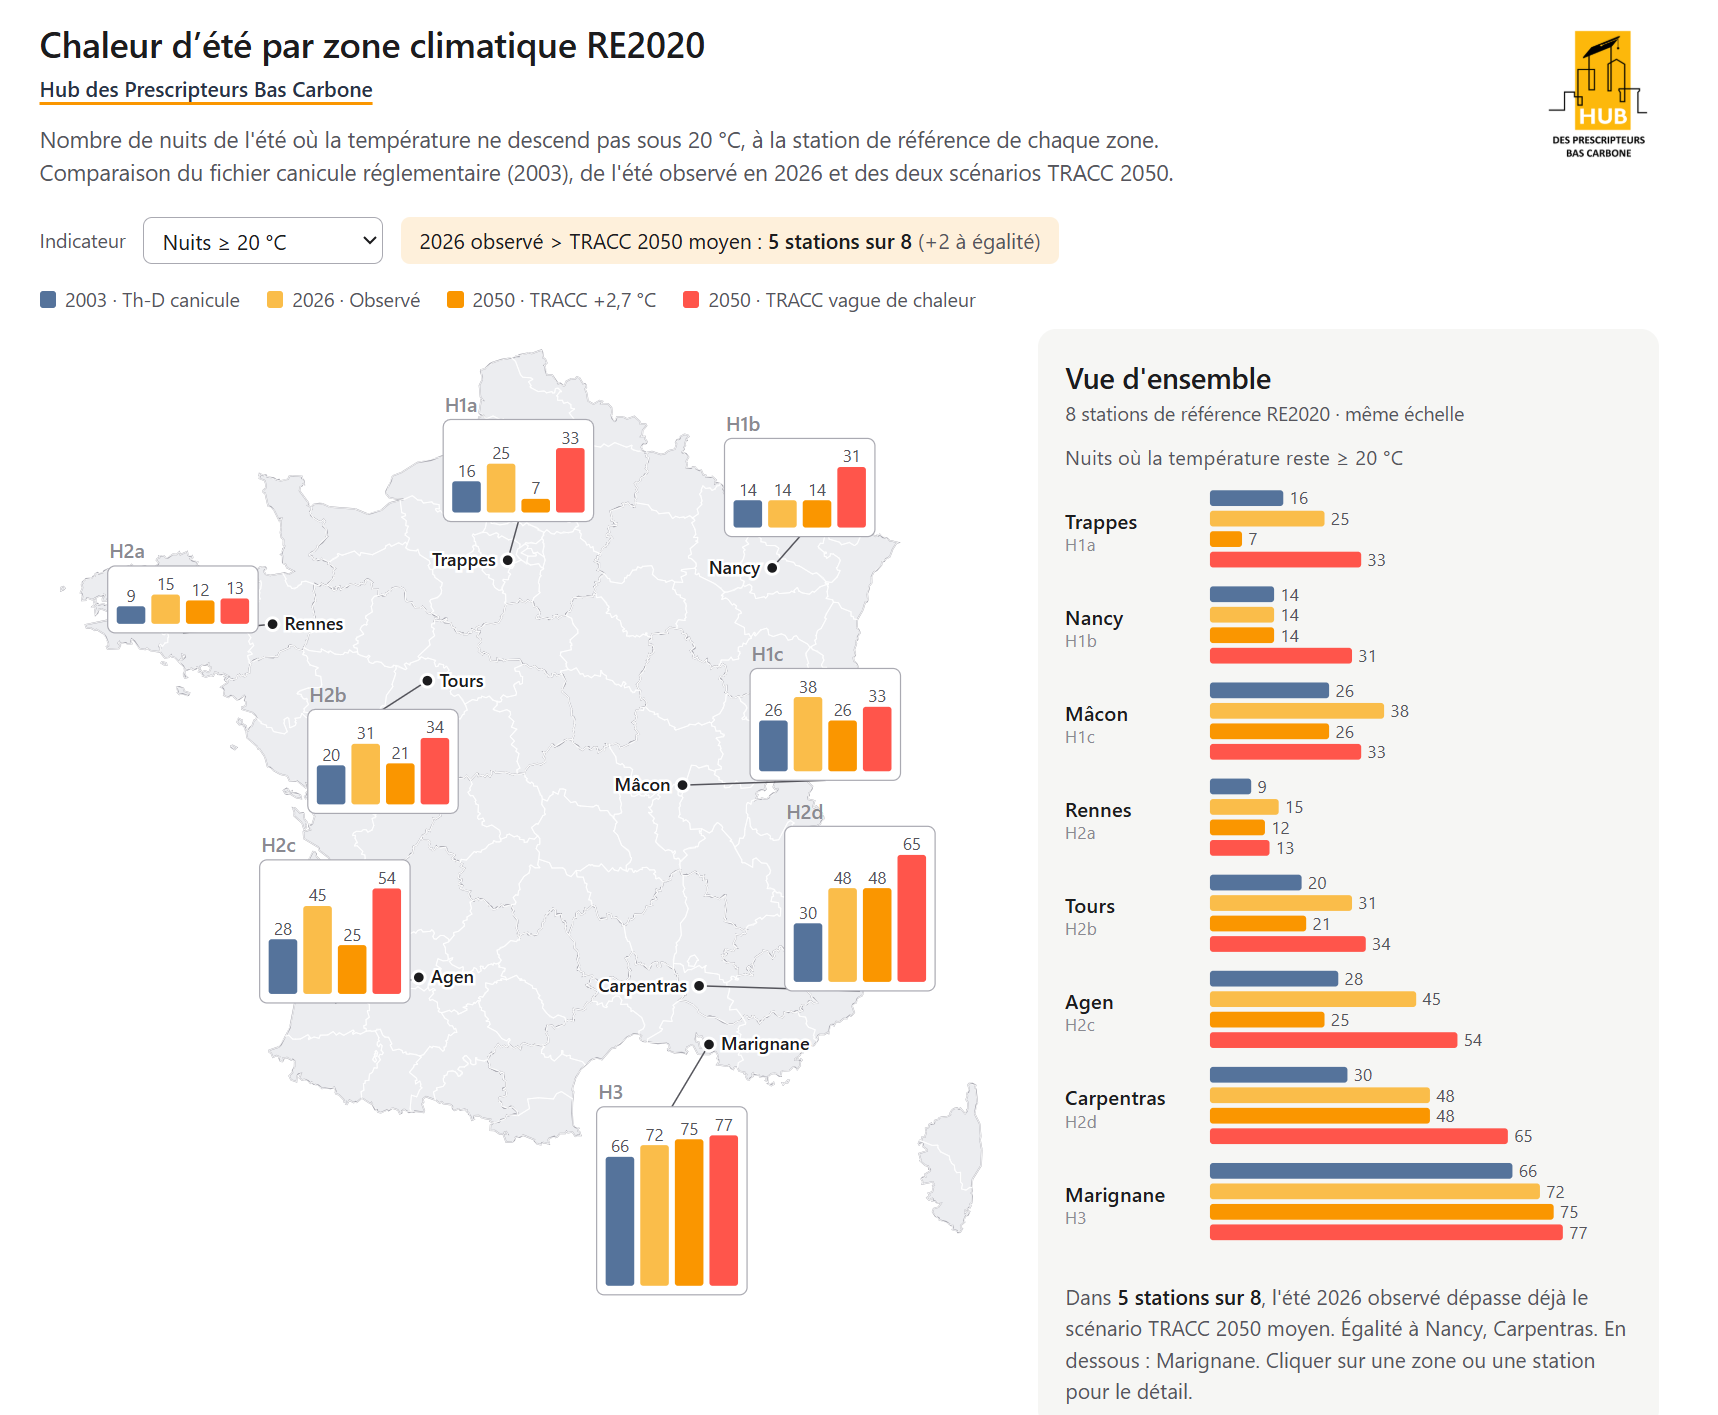 Chaleur d’été par zone climatique RE2020
Hub des Prescripteurs Bas Carbone
Nombre de nuits de l'été où la température ne descend pas sous 20 °C, à la station de référence de chaque zone.
Comparaison du fichier canicule réglementaire (2003), de l'été observé en 2026 et des deux scénarios TRACC 2050.
HUB
DES PRESCRIPTEURS
BAS CARBONE
Indicateur
Nuits ≥ 20 °C
2026 observé > TRACC 2050 moyen : 5 stations sur 8 (+2 à égalité)
2003 · Th-D canicule
2026 · Observé
2050 · TRACC +2,7 °C
2050 · TRACC vague de chaleur
H1a
16 25 7 33
Trappes
H1b
14 14 14 31
Nancy
H2a
9 15 12 13
Rennes
Tours
H2b
20 31 21 34
H1c
26 38 26 33
Mâcon
H2c
28 45 25 54
Agen
H2d
30 48 48 65
Carpentras
Marignane
H3
66 72 75 77
Vue d'ensemble
8 stations de référence RE2020 · même échelle
Nuits où la température reste ≥ 20 °C
Trappes
H1a
16
25
7
33
Nancy
H1b
14
14
14
31
Mâcon
H1c
26
38
26
33
Rennes
H2a
9
15
12
13
Tours
H2b
20
31
21
34
Agen
H2c
28
45
25
54
Carpentras
H2d
30
48
48
65
Marignane
H3
66
72
75
77
Dans 5 stations sur 8, l'été 2026 observé dépasse déjà le
scénario TRACC 2050 moyen. Égalité à Nancy, Carpentras. En
dessous : Marignane. Cliquer sur une zone ou une station
pour le détail.